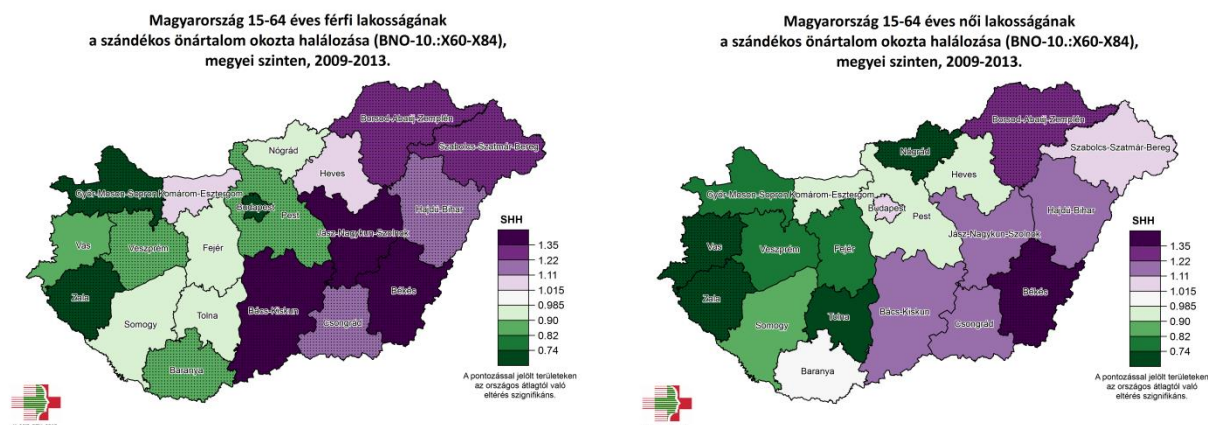 Magyarország 15-64 éves férfi lakosságának
a szándékos önártalom okozta halálozása (BNO-10.:X60-X84),
megyei szinten, 2009-2013.
Borsod-Abaúj-Zemplén
Szabolcs-Szatmár-Bereg
Nógrád
Heves
Győr-Moson-Sopron
Komárom-Esztergom
Budapest
Pest
Hajdú-Bihar
Jász-Nagykun-Szolnok
Vas
Veszprém
Fejér
Zala
Békés
Somogy
Tolna
Bács-Kiskun
Csongrád
Baranya
SHH
1.35
1.22
1.11
1.015
0.985
0.90
0.82
0.74
A pontozással jelölt területeken
az országos átlagtól való
eltérés szignifikáns.
Magyarország 15-64 éves női lakosságának
a szándékos önártalom okozta halálozása (BNO-10.:X60-X84),
megyei szinten, 2009-2013.
Borsod-Abaúj-Zemplén
Szabolcs-Szatmár-Bereg
Nógrád
Heves
Győr-Moson-Sopron
Komárom-Esztergom
Budapest
Pest
Hajdú-Bihar
Jász-Nagykun-Szolnok
Vas
Veszprém
Fejér
Zala
Békés
Somogy
Tolna
Bács-Kiskun
Csongrád
Baranya
SHH
1.35
1.22
1.11
1.015
0.985
0.90
0.82
0.74
A pontozással jelölt területeken
az országos átlagtól való
eltérés szignifikáns.